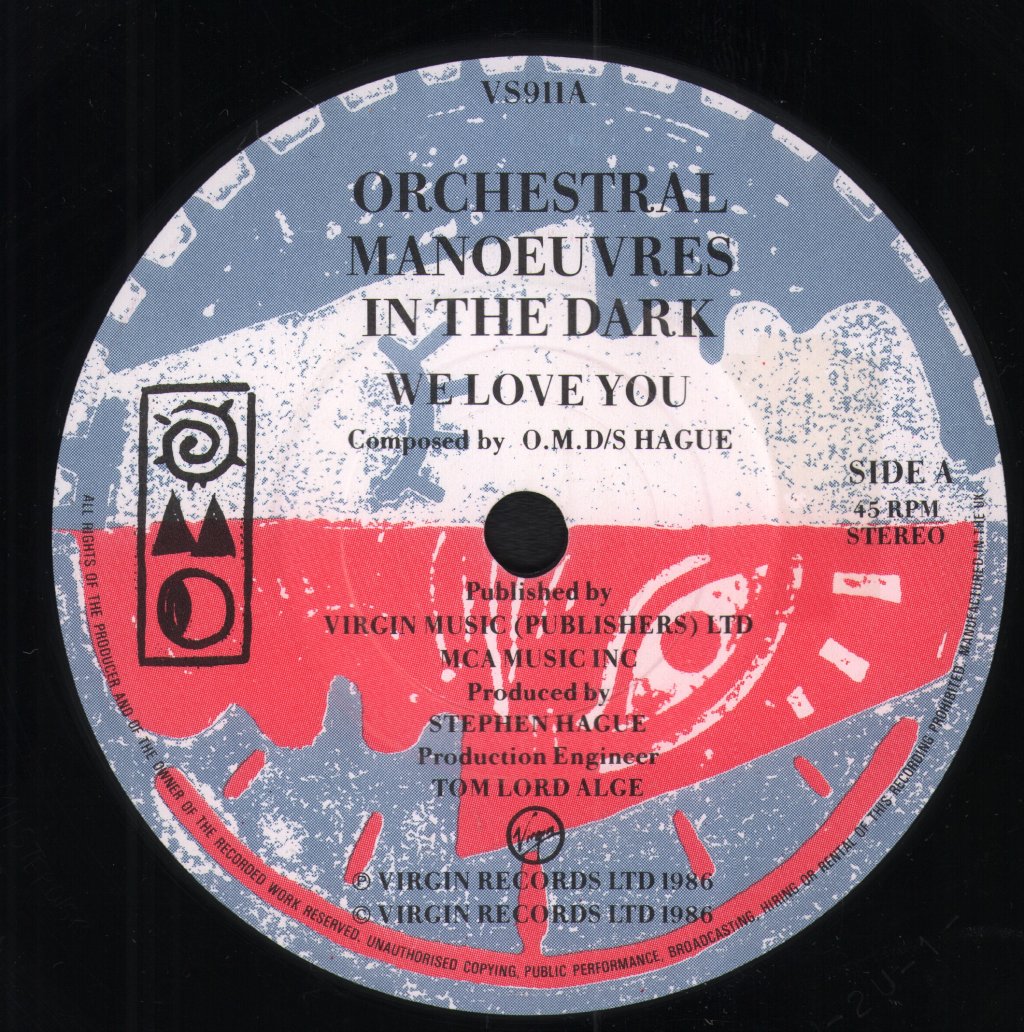 VS911A
ORCHESTRAL
MANOEUVRES
IN THE DARK
WE LOVE YOU
Composed by O.M.D/S HAGUE
SIDE A
45 RPM
STEREO
Published by
VIRGIN MUSIC (PUBLISHERS) LTD
MCA MUSIC INC
Produced by
STEPHEN HAGUE
Production Engineer
TOM LORD ALGE
Virgin
℗ VIRGIN RECORDS LTD 1986
© VIRGIN RECORDS LTD 1986
ALL RIGHTS OF THE PRODUCER AND OF THE OWNER OF THE RECORDED WORK RESERVED. UNAUTHORISED COPYING, PUBLIC PERFORMANCE, BROADCASTING, HIRING OR RENTAL OF THIS RECORDING PROHIBITED. MANUFACTURED IN THE UK